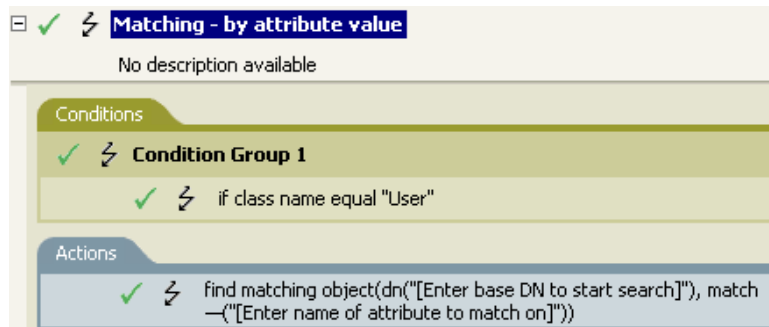 Matching - by attribute value
No description available
Conditions
Condition Group 1
if class name equal "User"
Actions
find matching object(dn("[Enter base DN to start search]"), match
—("[Enter name of attribute to match on]"))